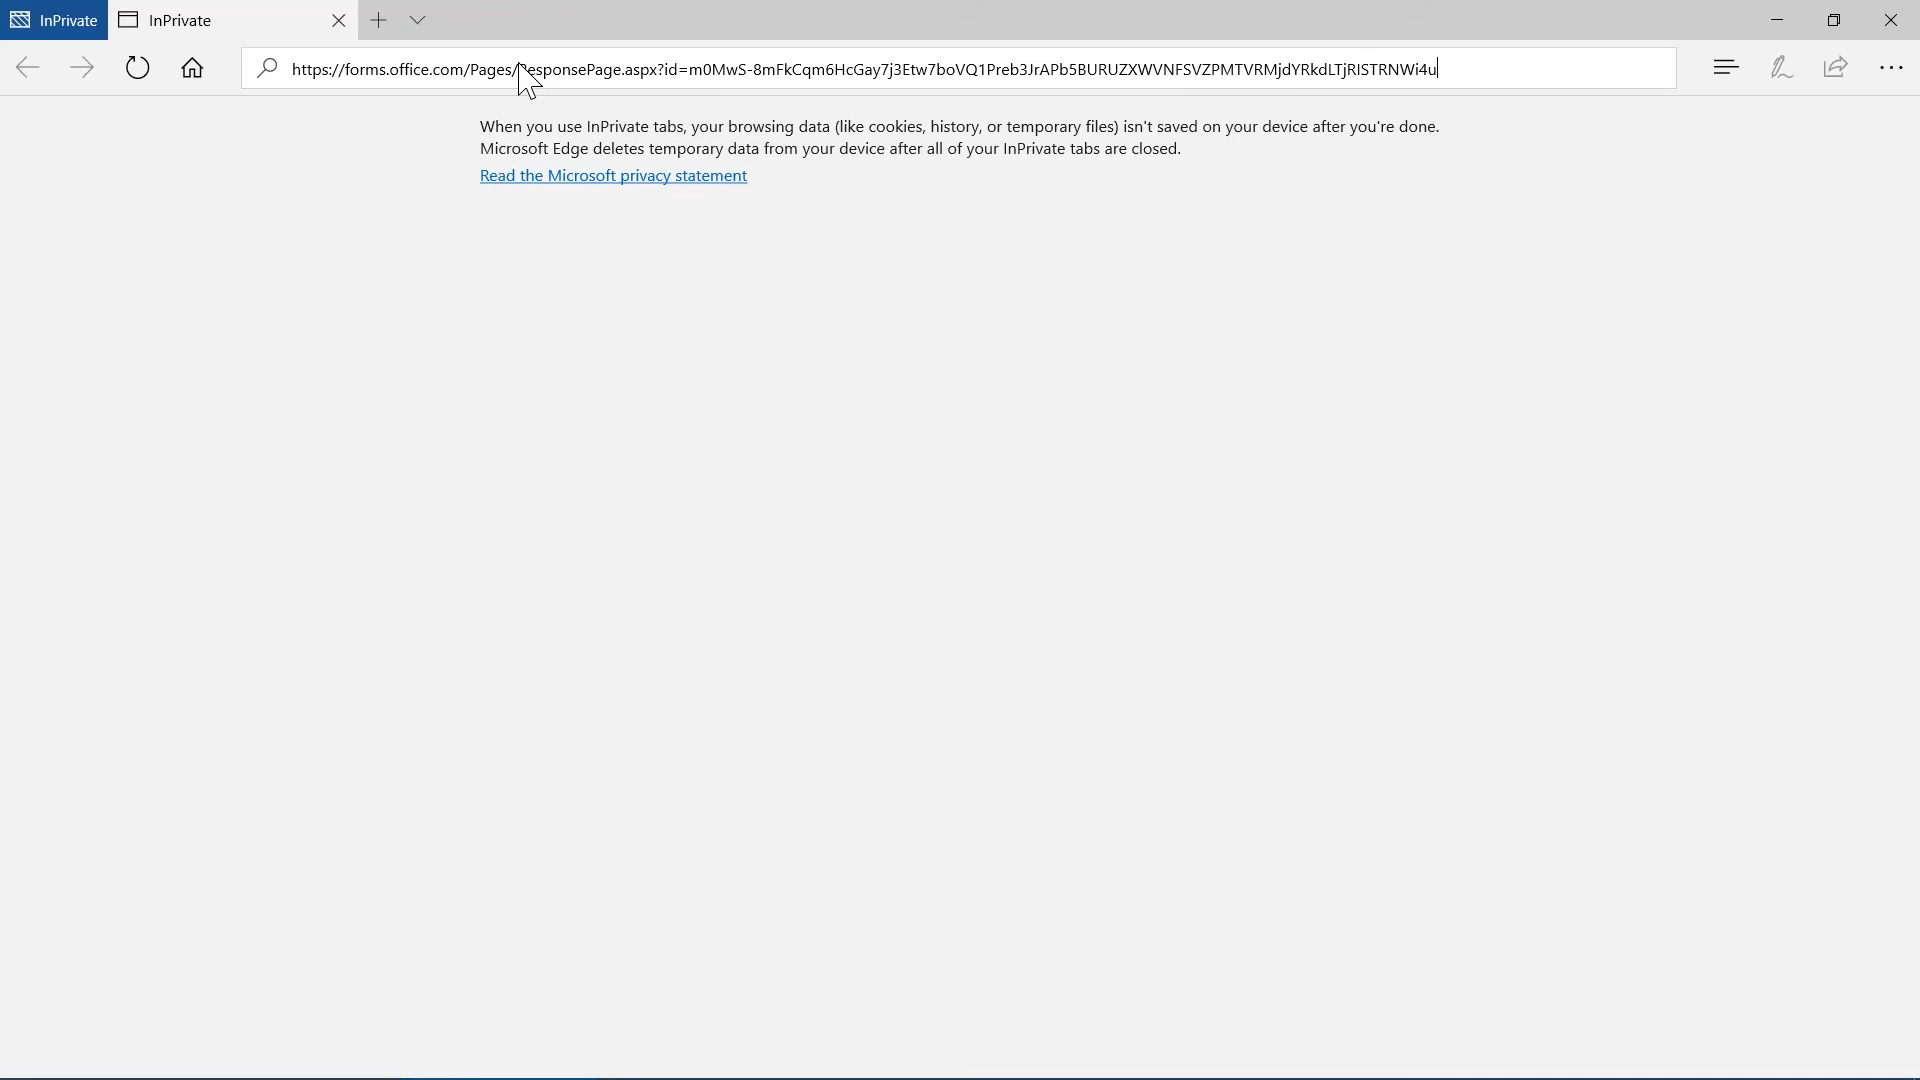 InPrivate
InPrivate
https://forms.office.com/Pages/ResponsePage.aspx?id=m0MwS-8mFkCqm6HcGay7j3Etw7boVQ1Preb3JrAPb5BURUZXWVNFSVZPMTVRMjdYRkdLTjRISTRNWi4u
When you use InPrivate tabs, your browsing data (like cookies, history, or temporary files) isn't saved on your device after you're done.
Microsoft Edge deletes temporary data from your device after all of your InPrivate tabs are closed.
Read the Microsoft privacy statement